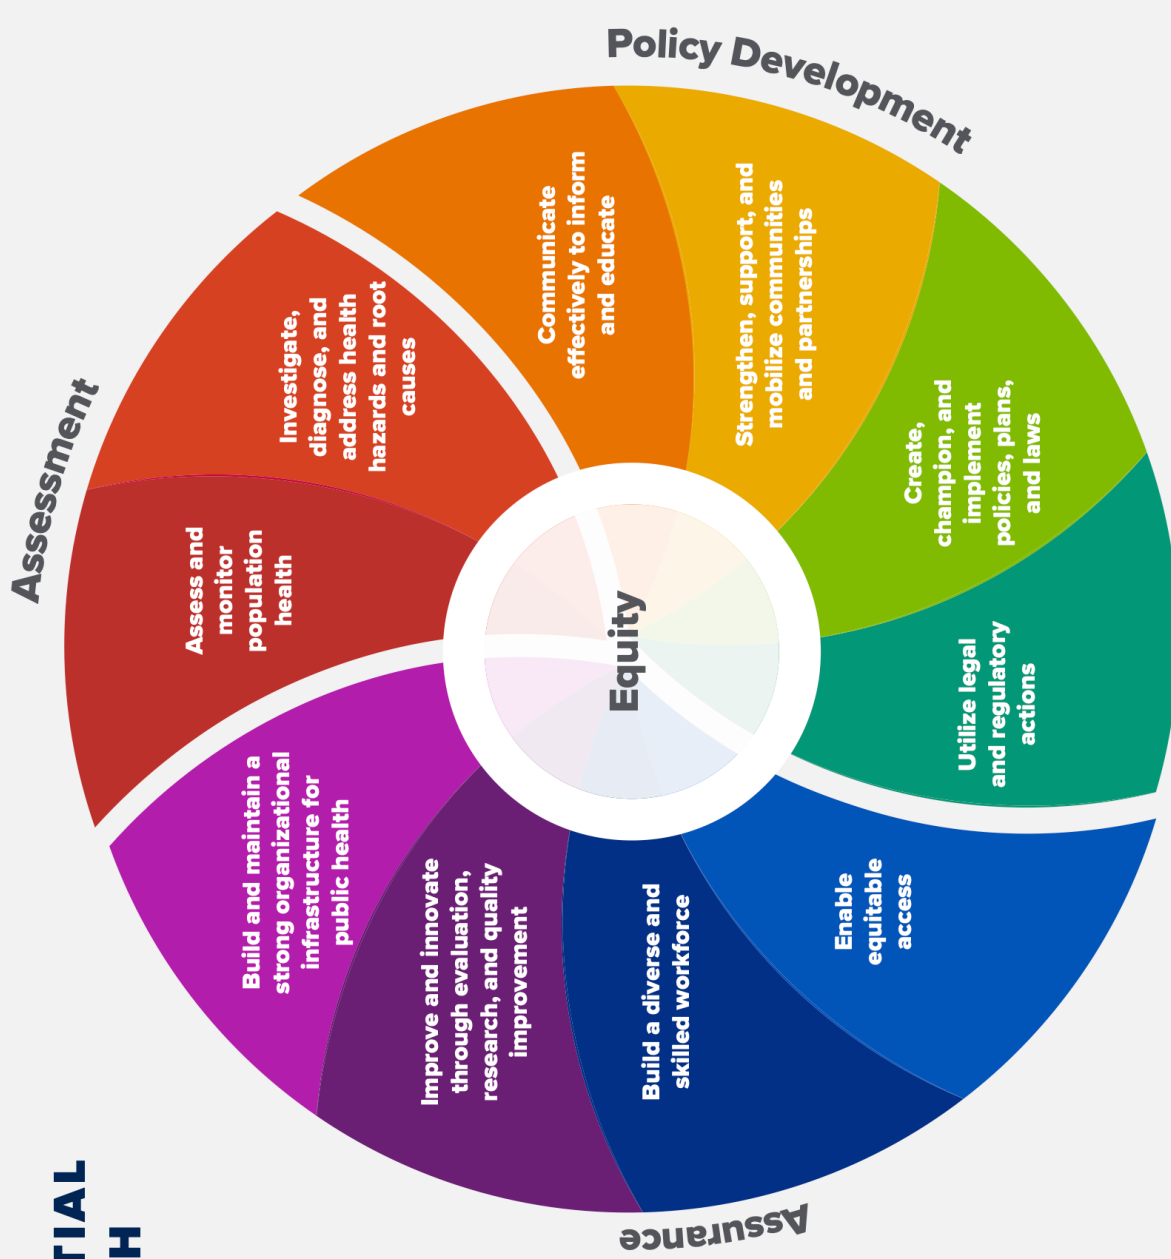 TIAL
H
Assessment
Assess and
monitor
population
health
Investigate,
diagnose, and
address health
hazards and root
causes
Policy Development
Communicate
effectively to inform
and educate
Strengthen, support, and
mobilize communities
and partnerships
Create,
champion, and
implement
policies, plans,
and laws
Utilize legal
and regulatory
actions
Assurance
Enable
equitable
access
Build a diverse and
skilled workforce
Improve and innovate
through evaluation,
research, and quality
improvement
Build and maintain a
strong organizational
infrastructure for
public health
Equity